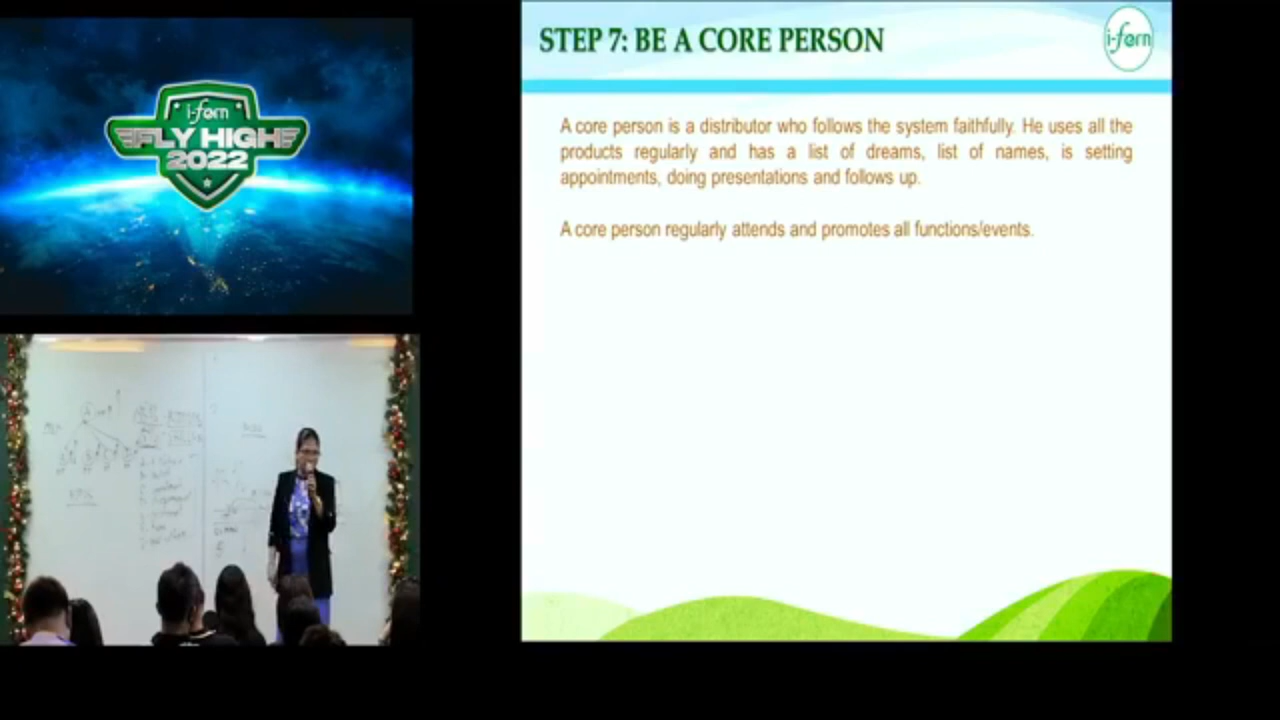 i-fern
FLY HIGH
2022
STEP 7: BE A CORE PERSON
i-fern
A core person is a distributor who follows the system faithfully. He uses all the
products regularly and has a list of dreams, list of names, is setting
appointments, doing presentations and follows up.
A core person regularly attends and promotes all functions/events.